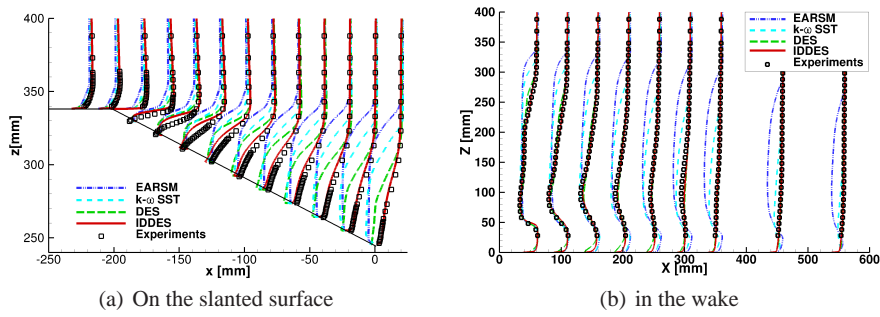 400
350
300
250
z[mm]
EARSM
k-ω SST
DES
IDDES
Experiments
-250 -200 -150 -100 -50 0
x [mm]
(a) On the slanted surface
400
350
300
250
200
150
100
50
0
Z [mm]
EARSM
k-ω SST
DES
IDDES
Experiments
0 100 200 300 400 500 600
X [mm]
(b) in the wake